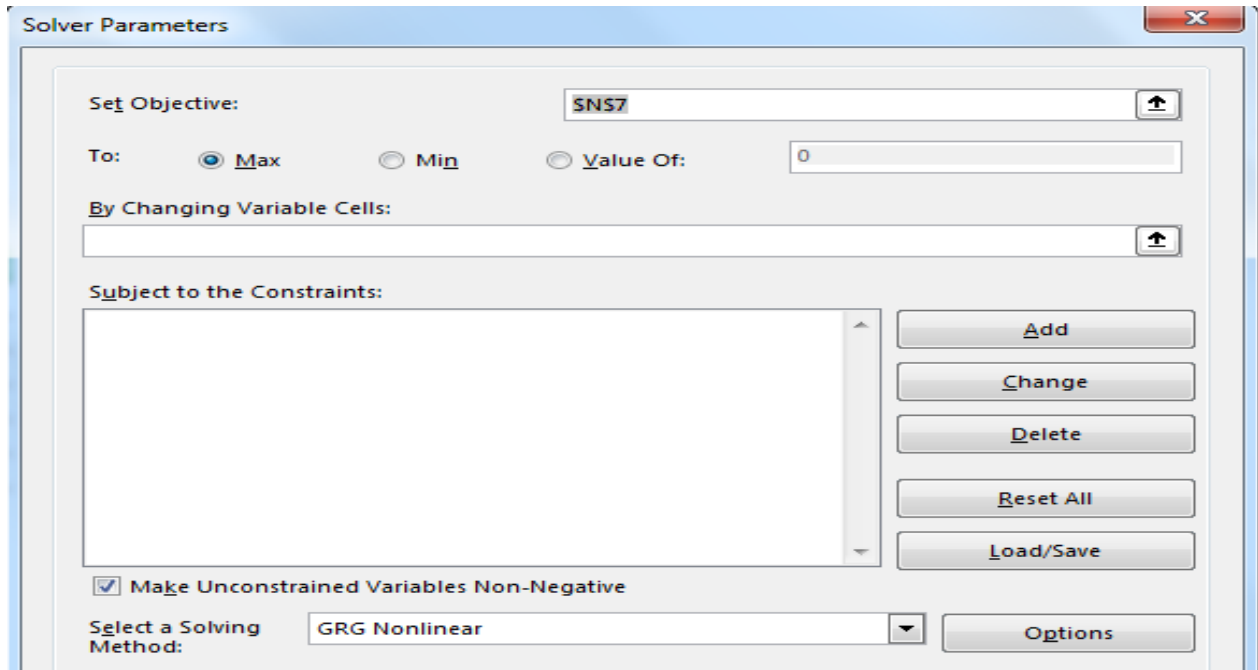 Solver Parameters
Set Objective:
$N$7
To:
Max
Min
Value Of:
0
By Changing Variable Cells:
Subject to the Constraints:
Add
Change
Delete
Reset All
Load/Save
Make Unconstrained Variables Non-Negative
Select a Solving
Method:
GRG Nonlinear
Options